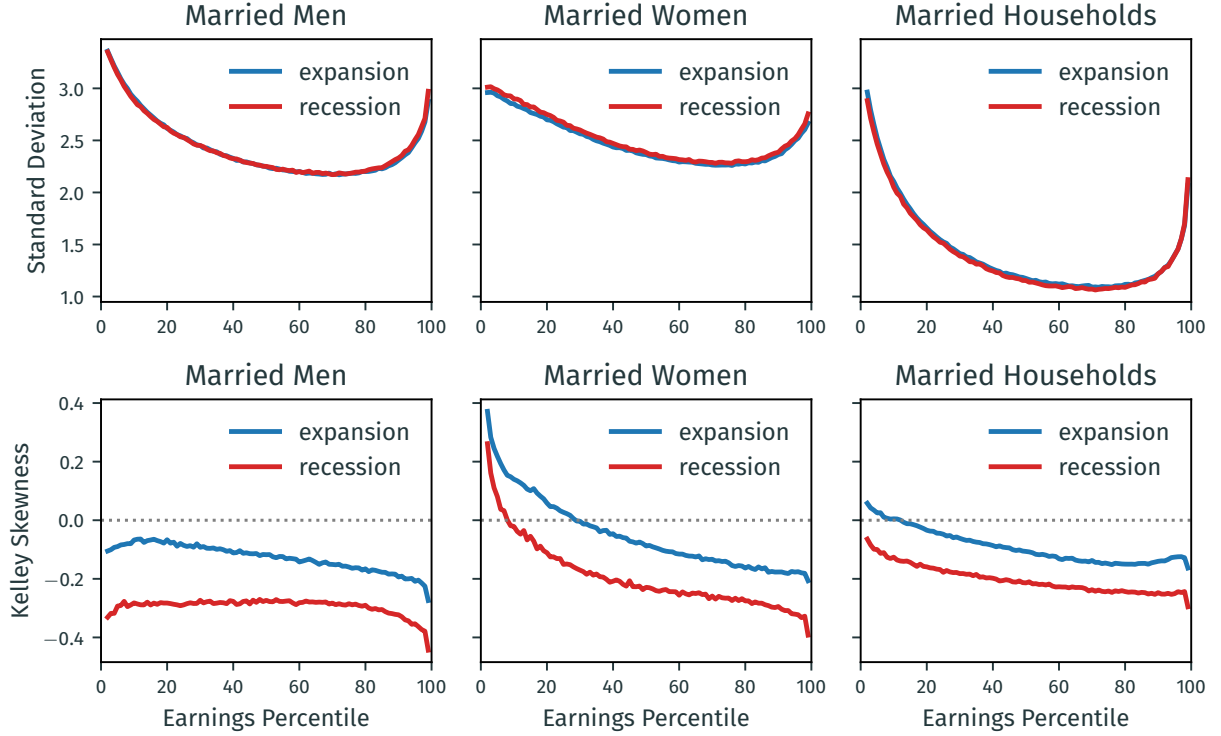 Married Men
Married Women
Married Households
Standard Deviation
3.0
2.5
2.0
1.5
1.0
expansion
recession
expansion
recession
expansion
recession
0 20 40 60 80 100
0 20 40 60 80 100
0 20 40 60 80 100
Married Men
Married Women
Married Households
Kelley Skewness
0.4
0.2
0.0
−0.2
−0.4
expansion
recession
expansion
recession
expansion
recession
0 20 40 60 80 100
0 20 40 60 80 100
0 20 40 60 80 100
Earnings Percentile
Earnings Percentile
Earnings Percentile